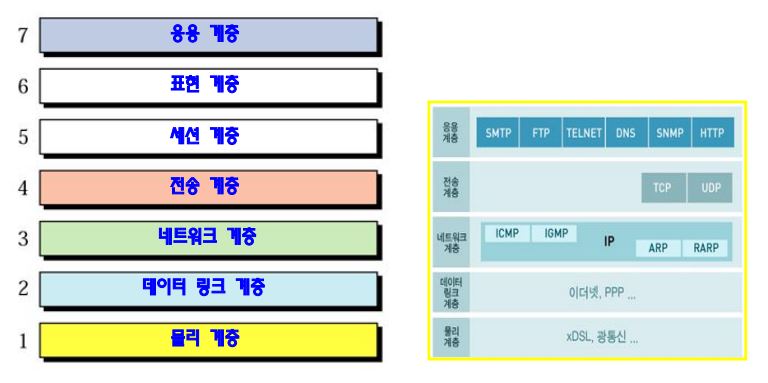 7 응용 계층
6 표현 계층
5 세션 계층
4 전송 계층
3 네트워크 계층
2 데이터 링크 계층
1 물리 계층
응용
계층
SMTP FTP TELNET DNS SNMP HTTP
전송
계층
TCP UDP
네트워크
계층
ICMP IGMP
IP
ARP RARP
데이터
링크
계층
이더넷, PPP ...
물리
계층
xDSL, 광통신 ...